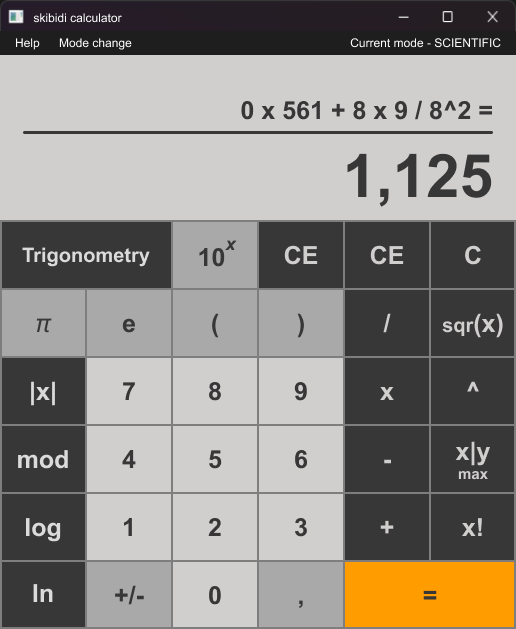 skibidi calculator
Help Mode change Current mode - SCIENTIFIC
0 x 561 + 8 x 9 / 8^2 =
1,125
Trigonometry 10^x CE CE C
π e ( ) / sqr(x)
|x| 7 8 9 x ^
mod 4 5 6 - x|y
max
log 1 2 3 + x!
ln +/- 0 , =